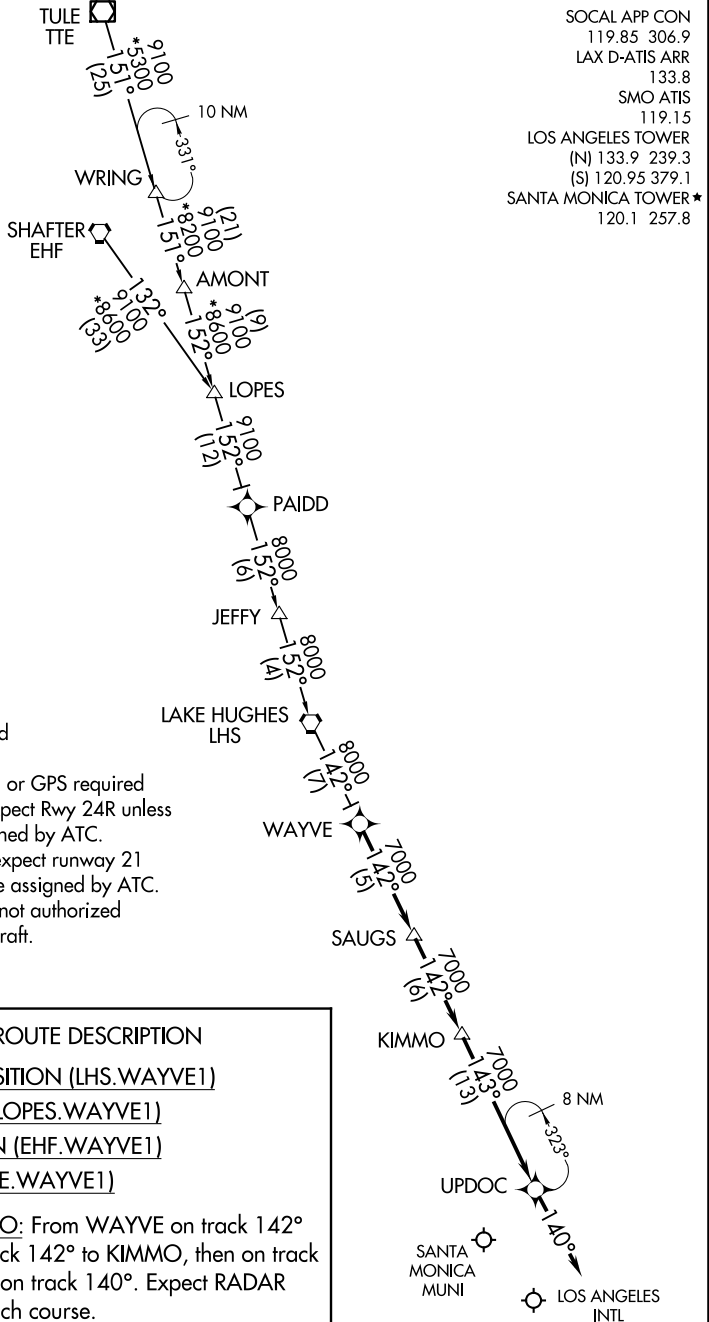 TULE
TTE
SOCAL APP CON
119.85 306.9
LAX D-ATIS ARR
133.8
SMO ATIS
119.15
LOS ANGELES TOWER
(N) 133.9 239.3
(S) 120.95 379.1
SANTA MONICA TOWER★
120.1 257.8
9100
*5300
151°
(25)
10 NM
331°
WRING
(21)
9100
*8200
151°
SHAFTER
EHF
AMONT
132°
9100
*8600
(33)
(9)
9100
*8600
152°
LOPES
9100
152°
(12)
PAIDD
8000
152°
(6)
JEFFY
8000
152°
(4)
LAKE HUGHES
LHS
8000
142°
(7)
WAYVE
7000
142°
(5)
SAUGS
7000
142°
(6)
KIMMO
7000
143°
(13)
8 NM
323°
UPDOC
140°
SANTA
MONICA
MUNI
LOS ANGELES
INTL
d
or GPS required
pect Rwy 24R unless
ned by ATC.
expect runway 21
e assigned by ATC.
not authorized
raft.
ROUTE DESCRIPTION
SITION (LHS.WAYVE1)
LOPES.WAYVE1)
N (EHF.WAYVE1)
E.WAYVE1)
O: From WAYVE on track 142°
ck 142° to KIMMO, then on track
on track 140°. Expect RADAR
ch course.